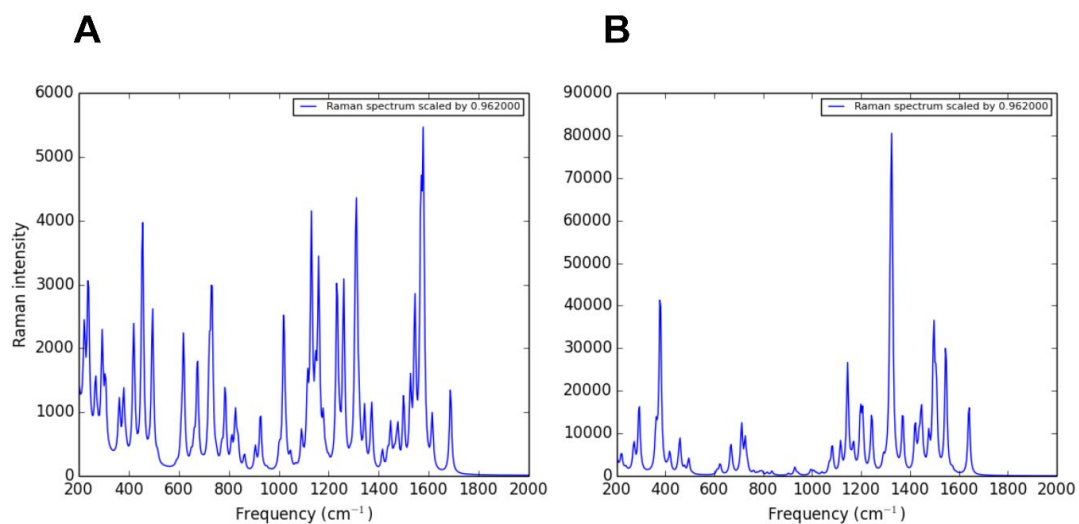 A
B
Raman spectrum scaled by 0.962000
Raman spectrum scaled by 0.962000
Raman intensity
6000
5000
4000
3000
2000
1000
0
200 400 600 800 1000 1200 1400 1600 1800 2000
Frequency (cm⁻¹)
90000
80000
70000
60000
50000
40000
30000
20000
10000
0
200 400 600 800 1000 1200 1400 1600 1800 2000
Frequency (cm⁻¹)